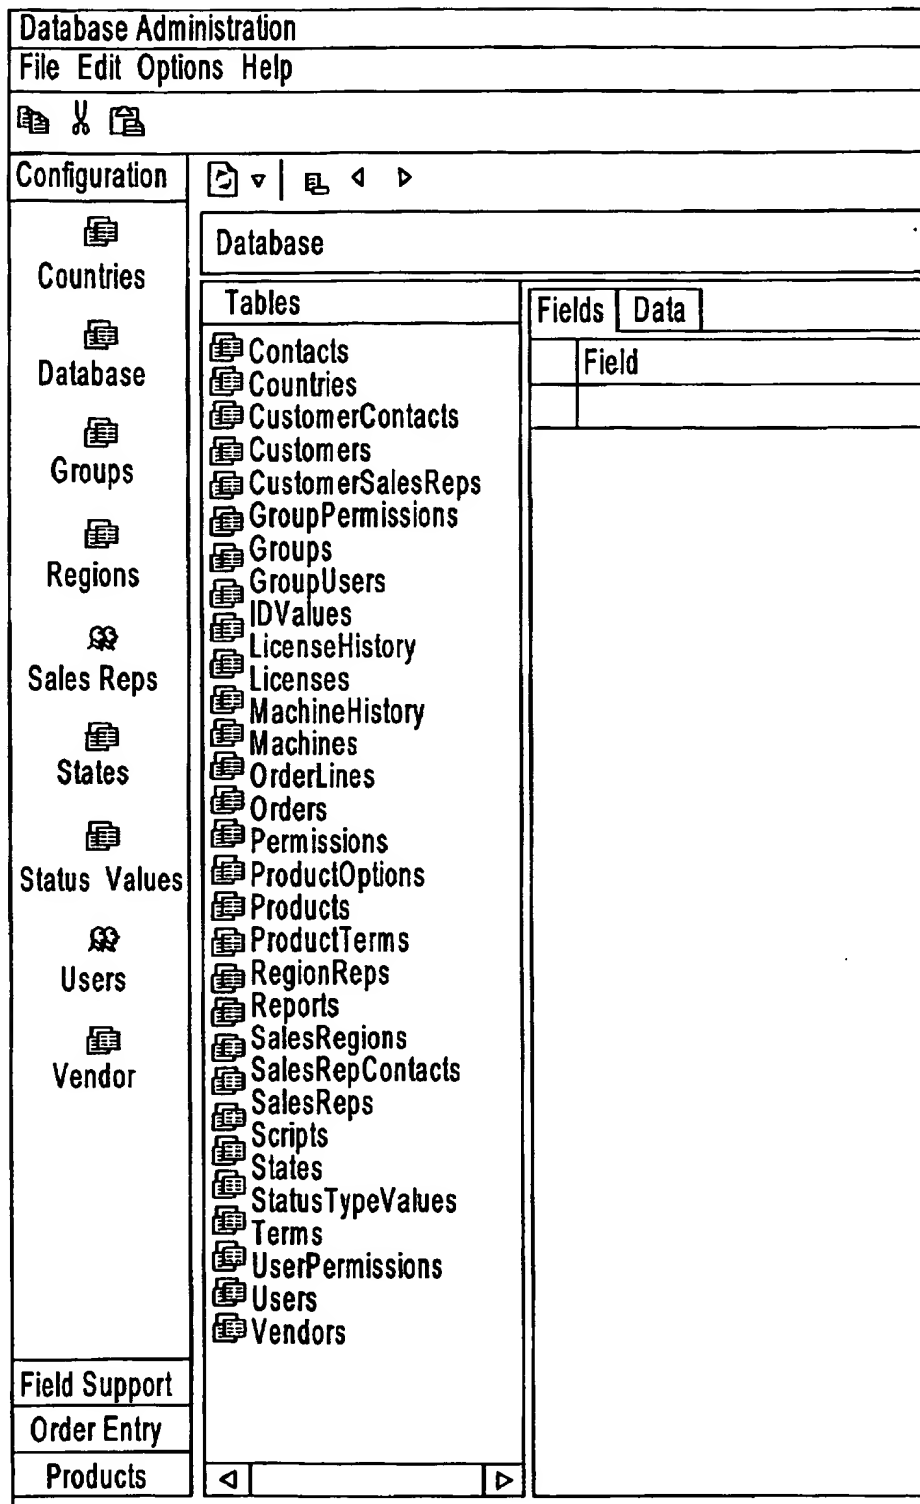 Database Administration
File Edit Options Help
Configuration
Countries
Database
Groups
Regions
Sales Reps
States
Status Values
Users
Vendor
Field Support
Order Entry
Products
Database
Tables
Contacts
Countries
CustomerContacts
Customers
CustomerSalesReps
GroupPermissions
Groups
GroupUsers
IDValues
LicenseHistory
Licenses
MachineHistory
Machines
OrderLines
Orders
Permissions
ProductOptions
Products
ProductTerms
RegionReps
Reports
SalesRegions
SalesRepContacts
SalesReps
Scripts
States
StatusTypeValues
Terms
UserPermissions
Users
Vendors
Fields Data
Field